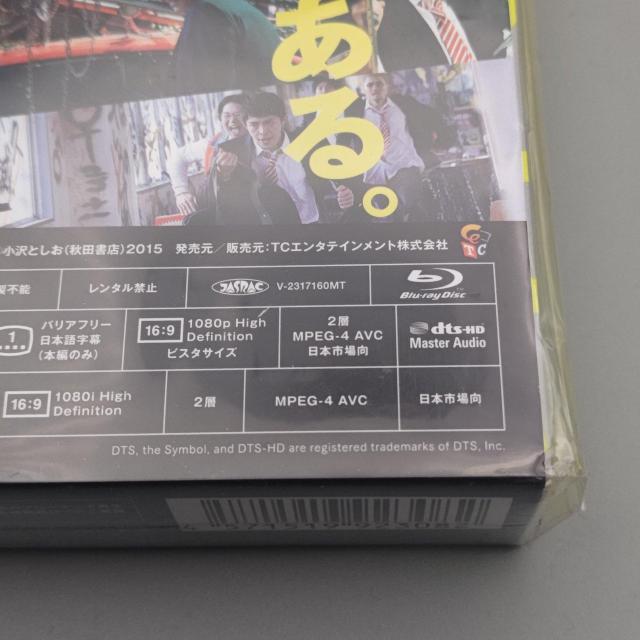 ある。
小沢としお(秋田書店)2015 発売元/販売元:TCエンタテインメント株式会社
TC
製不能
レンタル禁止
JASRAC
V-2317160MT
Blu-ray Disc
1
バリアフリー
日本語字幕
(本編のみ)
16:9
1080p High
Definition
ビスタサイズ
2層
MPEG-4 AVC
日本市場向
dts-HD
Master Audio
16:9
1080i High
Definition
2層
MPEG-4 AVC
日本市場向
DTS, the Symbol, and DTS-HD are registered trademarks of DTS, Inc.